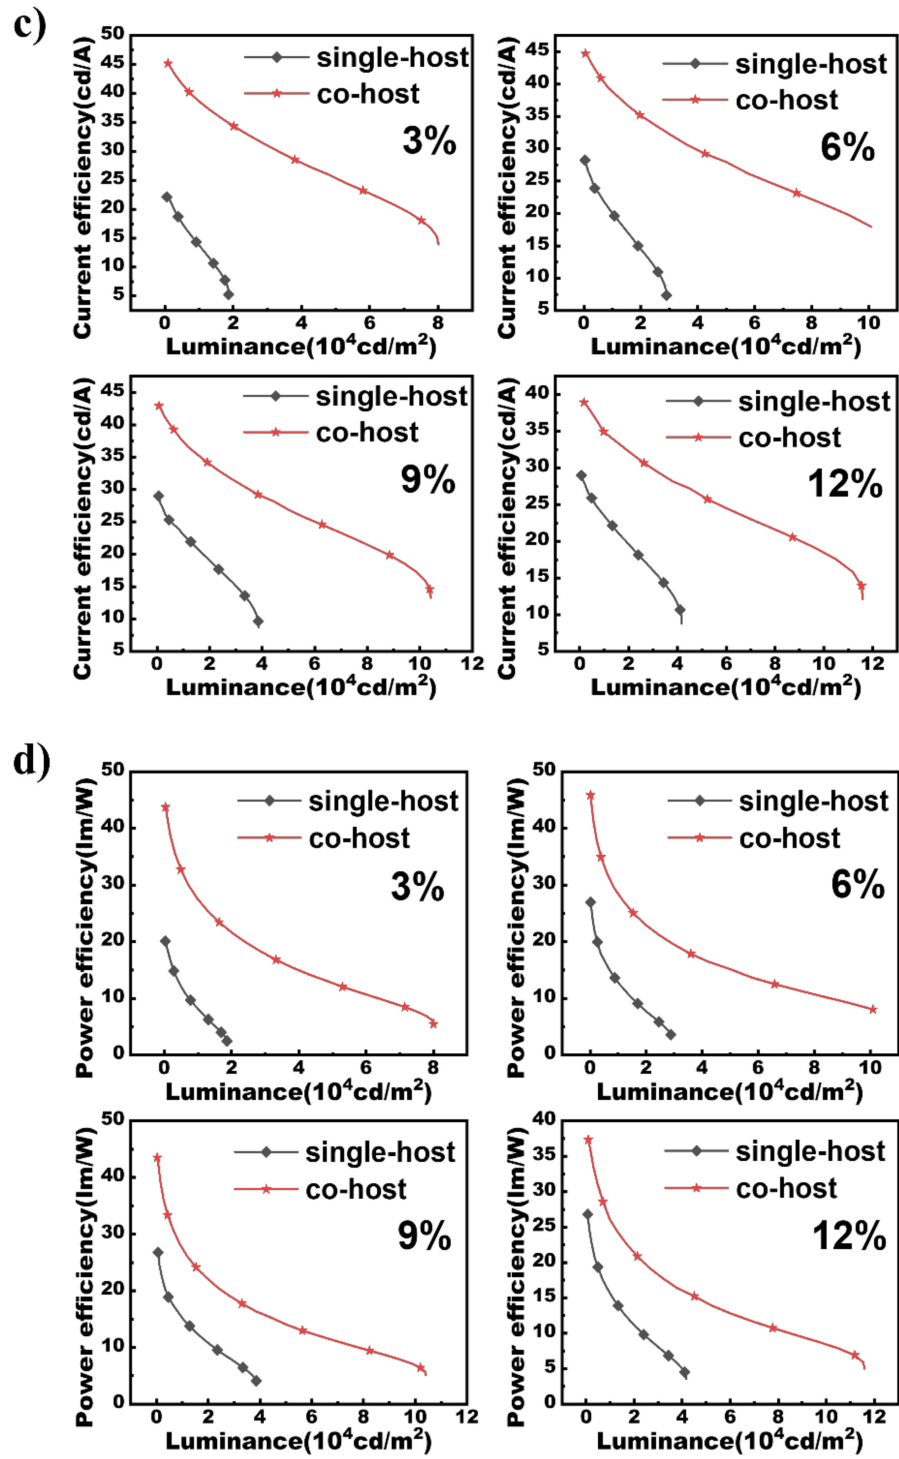 c)
Current efficiency(cd/A)
50
45
40
35
30
25
20
15
10
5
single-host
co-host
3%
0 2 4 6 8
Luminance(10⁴cd/m²)
Current efficiency(cd/A)
45
40
35
30
25
20
15
10
5
single-host
co-host
6%
0 2 4 6 8 10
Luminance(10⁴cd/m²)
Current efficiency(cd/A)
45
40
35
30
25
20
15
10
5
single-host
co-host
9%
0 2 4 6 8 10 12
Luminance(10⁴cd/m²)
Current efficiency(cd/A)
40
35
30
25
20
15
10
5
single-host
co-host
12%
0 2 4 6 8 10 12
Luminance(10⁴cd/m²)
d)
Power efficiency(lm/W)
50
40
30
20
10
0
single-host
co-host
3%
0 2 4 6 8
Luminance(10⁴cd/m²)
Power efficiency(lm/W)
50
40
30
20
10
0
single-host
co-host
6%
0 2 4 6 8 10
Luminance(10⁴cd/m²)
Power efficiency(lm/W)
50
40
30
20
10
0
single-host
co-host
9%
0 2 4 6 8 10 12
Luminance(10⁴cd/m²)
Power efficiency(lm/W)
40
35
30
25
20
15
10
5
0
single-host
co-host
12%
0 2 4 6 8 10 12
Luminance(10⁴cd/m²)